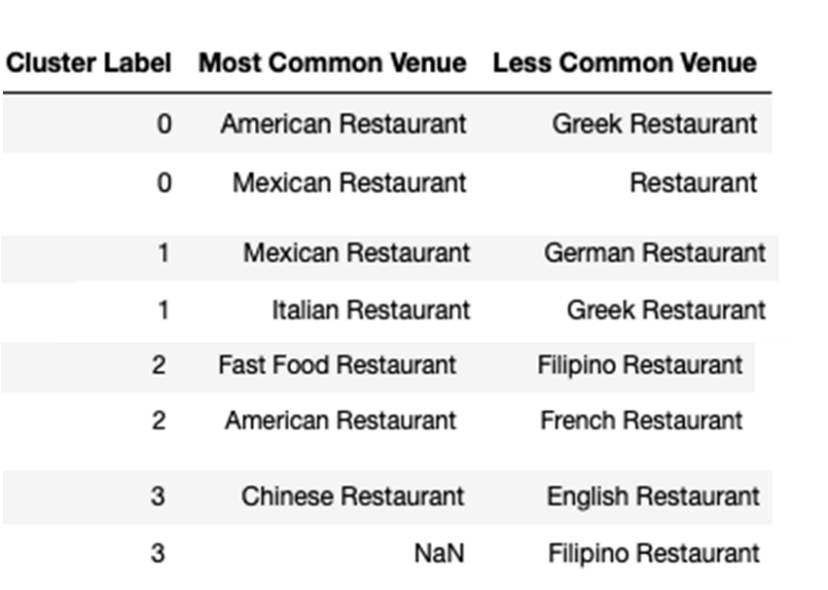 Cluster Label Most Common Venue Less Common Venue
0 American Restaurant Greek Restaurant
0 Mexican Restaurant Restaurant
1 Mexican Restaurant German Restaurant
1 Italian Restaurant Greek Restaurant
2 Fast Food Restaurant Filipino Restaurant
2 American Restaurant French Restaurant
3 Chinese Restaurant English Restaurant
3 NaN Filipino Restaurant